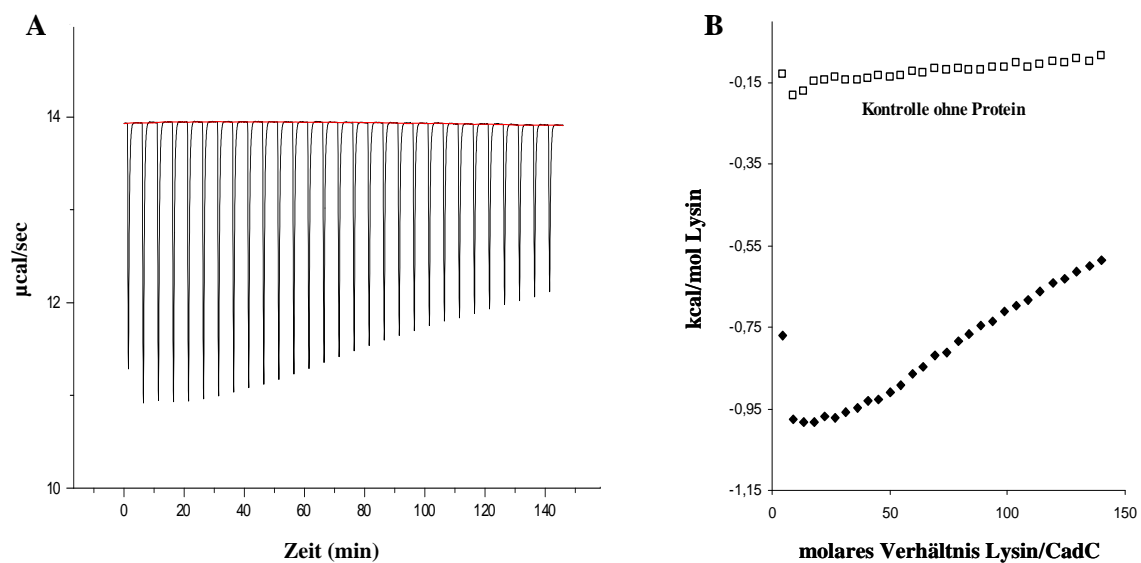 A
14
12
10
µcal/sec
0 20 40 60 80 100 120 140
Zeit (min)
B
-0,15
-0,35
-0,55
-0,75
-0,95
-1,15
kcal/mol Lysin
Kontrolle ohne Protein
0 50 100 150
molares Verhältnis Lysin/CadC